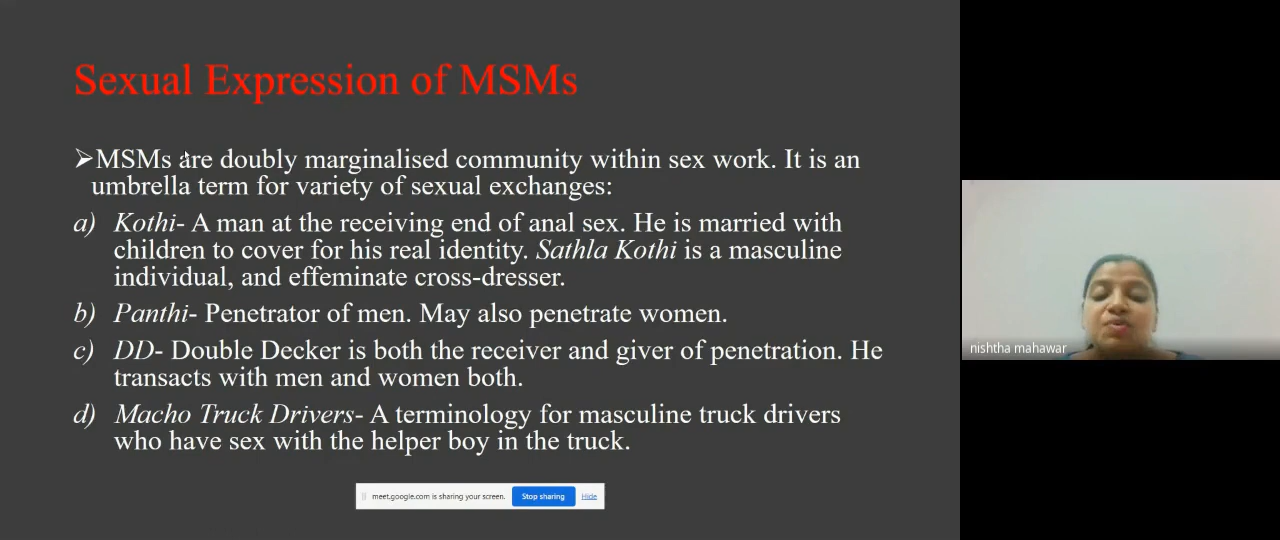 Sexual Expression of MSMs
➢MSMs are doubly marginalised community within sex work. It is an
umbrella term for variety of sexual exchanges:
a) Kothi- A man at the receiving end of anal sex. He is married with
children to cover for his real identity. Sathla Kothi is a masculine
individual, and effeminate cross-dresser.
b) Panthi- Penetrator of men. May also penetrate women.
c) DD- Double Decker is both the receiver and giver of penetration. He
transacts with men and women both.
d) Macho Truck Drivers- A terminology for masculine truck drivers
who have sex with the helper boy in the truck.
meet.google.com is sharing your screen. Stop sharing Hide
nishtha mahawar